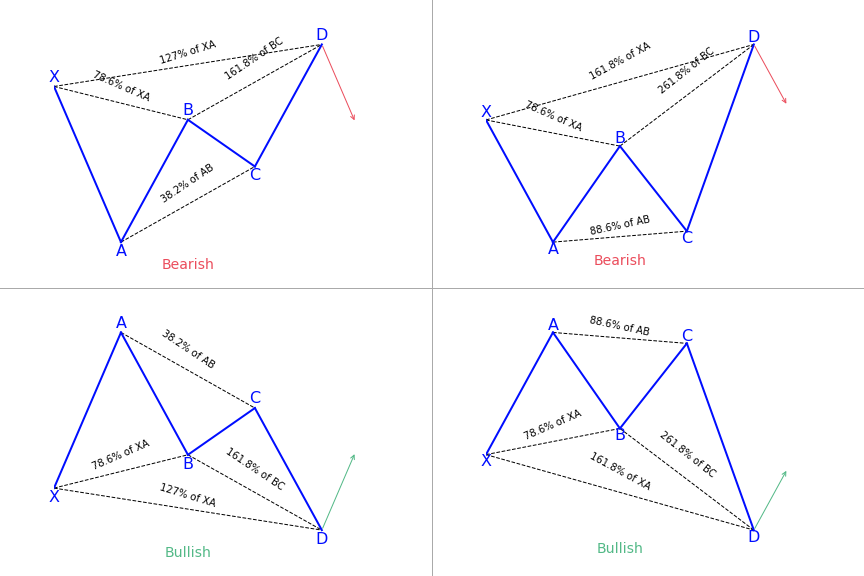 D
127% of XA
161.8% of BC
X
78.6% of XA
B
38.2% of AB
C
A
Bearish
D
161.8% of XA
261.8% of BC
X
78.6% of XA
B
88.6% of AB
C
A
Bearish
A
38.2% of AB
C
78.6% of XA
B
161.8% of BC
X
127% of XA
D
Bullish
A
88.6% of AB
C
78.6% of XA
B
261.8% of BC
X
161.8% of XA
D
Bullish